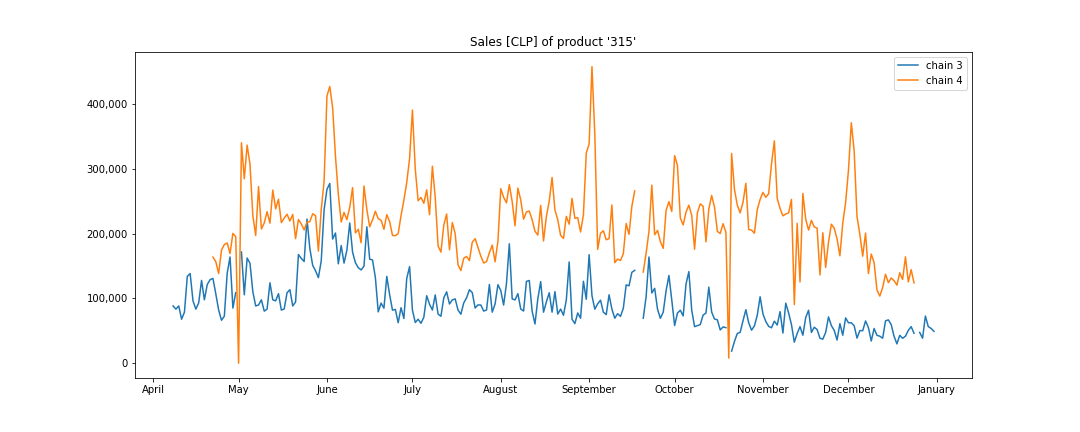 Sales [CLP] of product '315'
chain 3
chain 4
400,000
300,000
200,000
100,000
0
April May June July August September October November December January